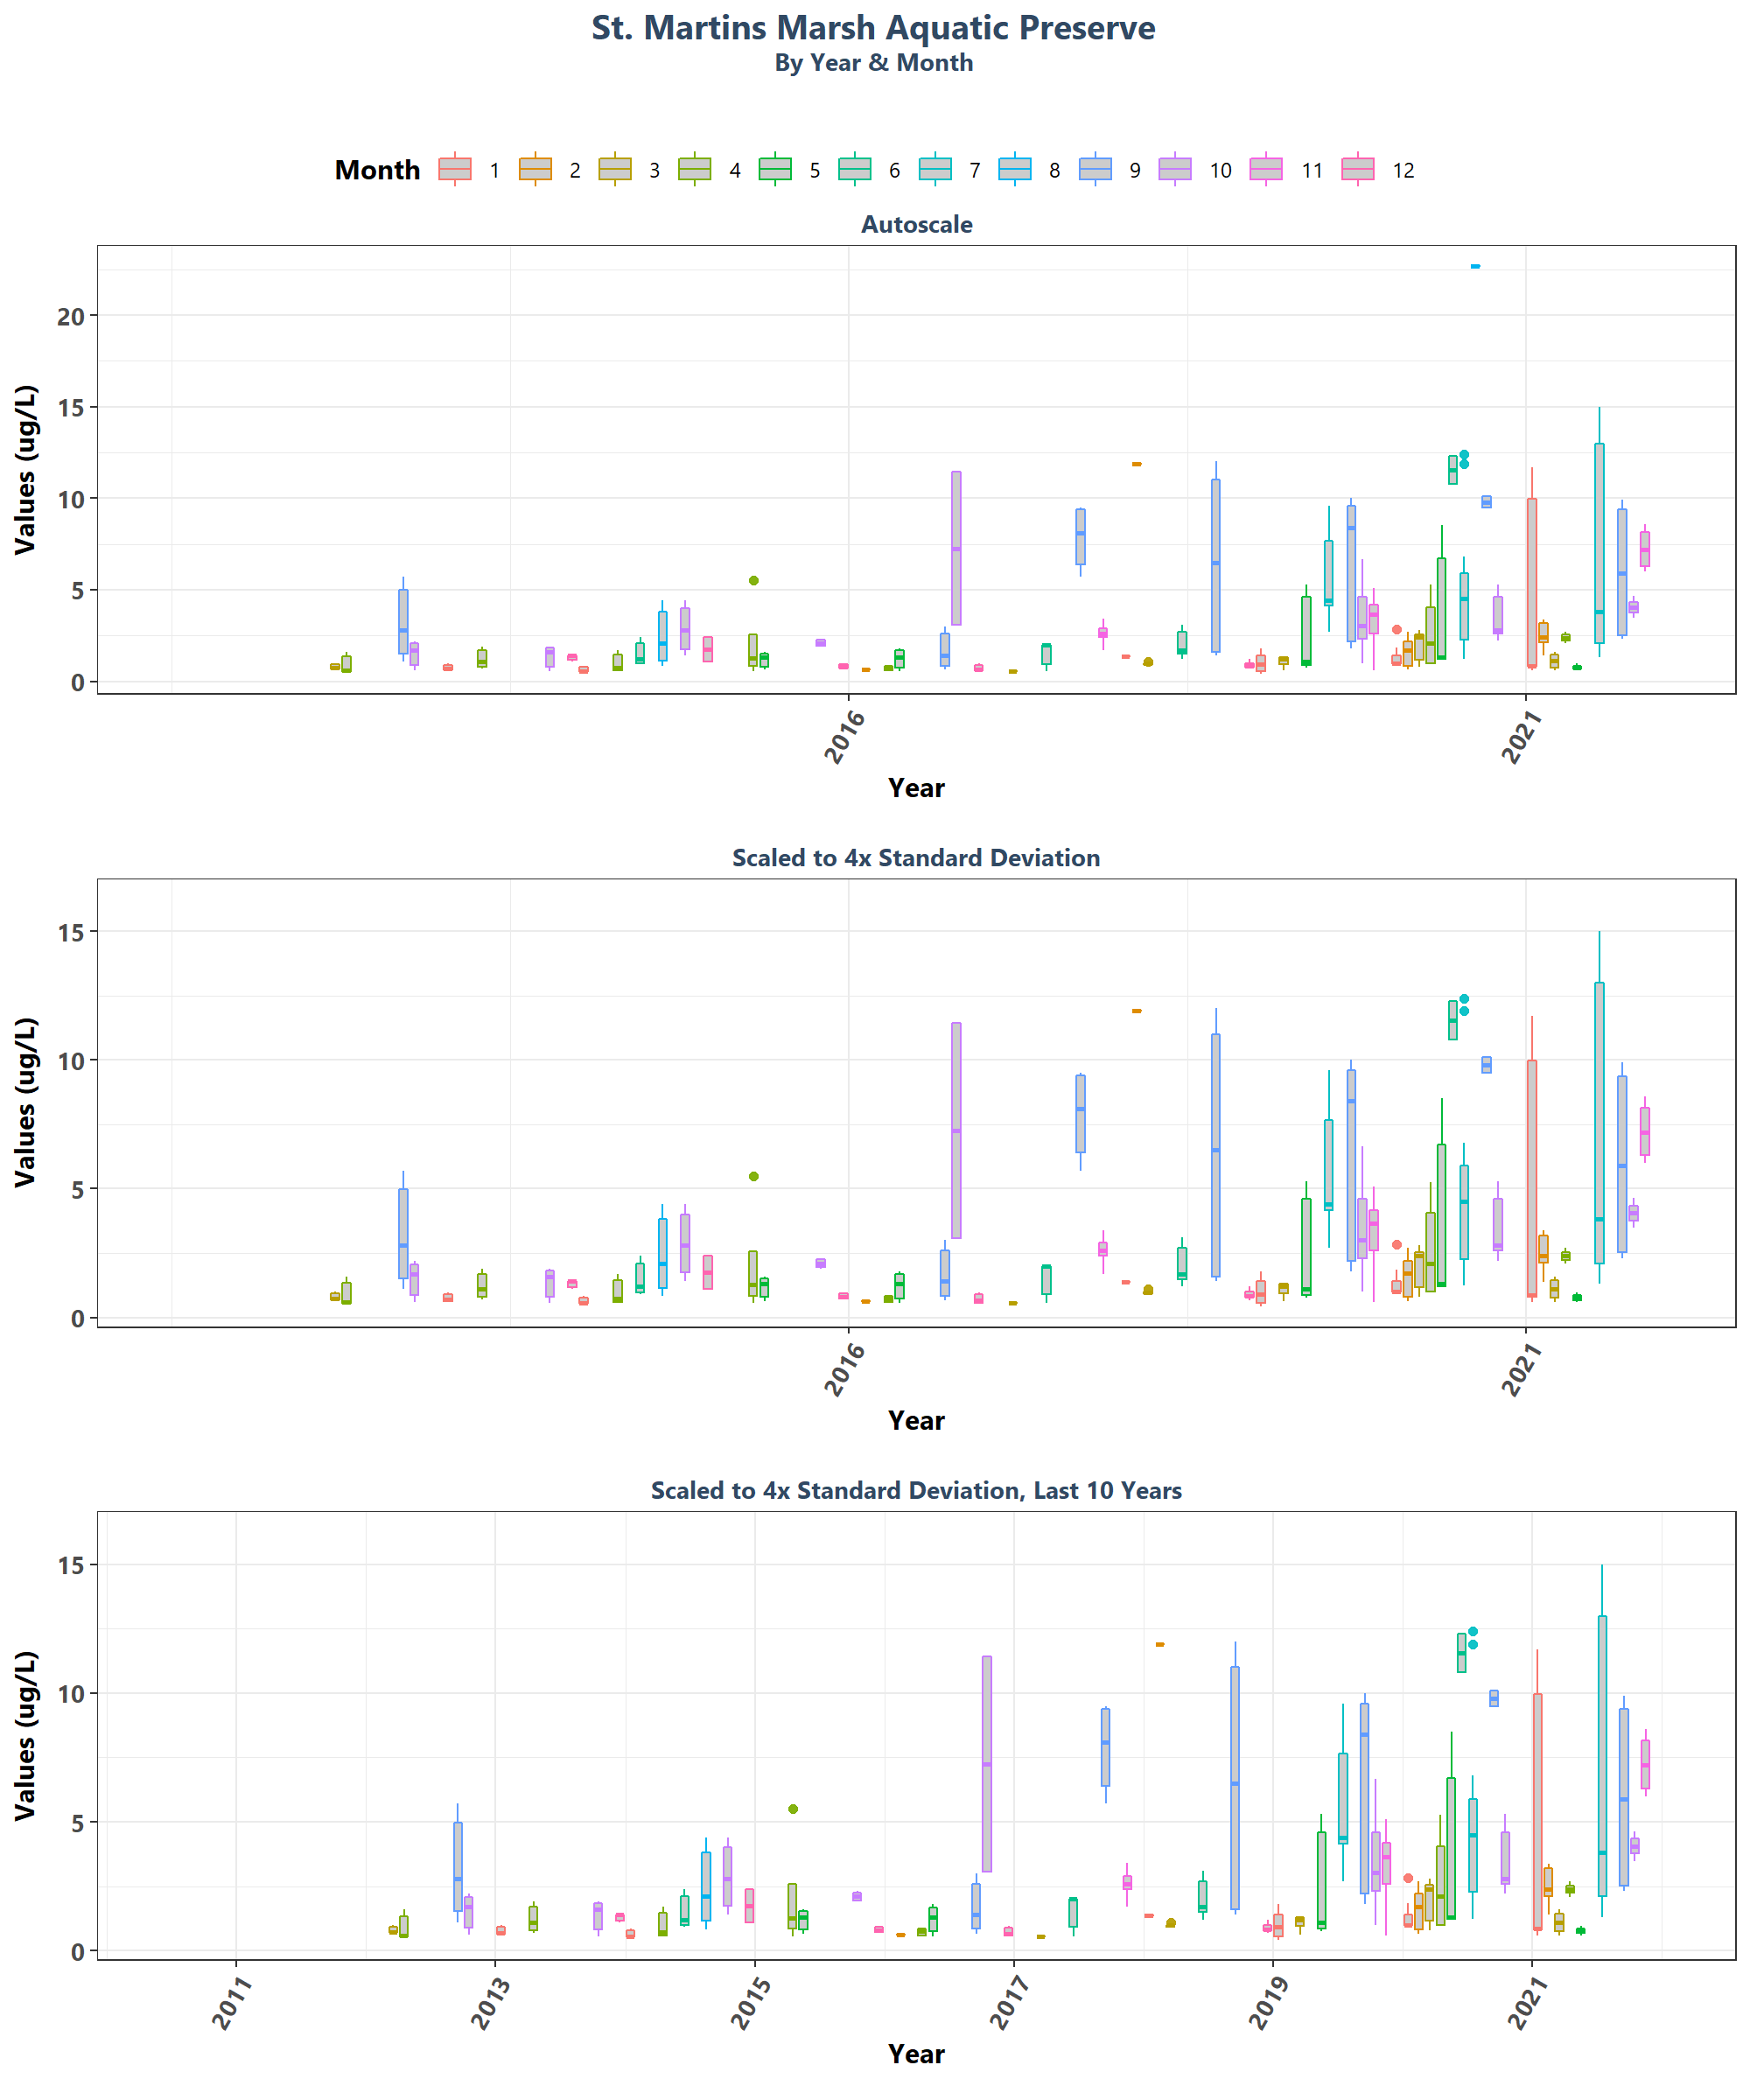 St. Martins Marsh Aquatic Preserve
By Year & Month
Month 1 2 3 4 5 6 7 8 9 10 11 12
Autoscale
Values (ug/L)
20
15
10
5
0
2016 2021
Year
Scaled to 4x Standard Deviation
Values (ug/L)
15
10
5
0
2016 2021
Year
Scaled to 4x Standard Deviation, Last 10 Years
Values (ug/L)
15
10
5
0
2011 2013 2015 2017 2019 2021
Year